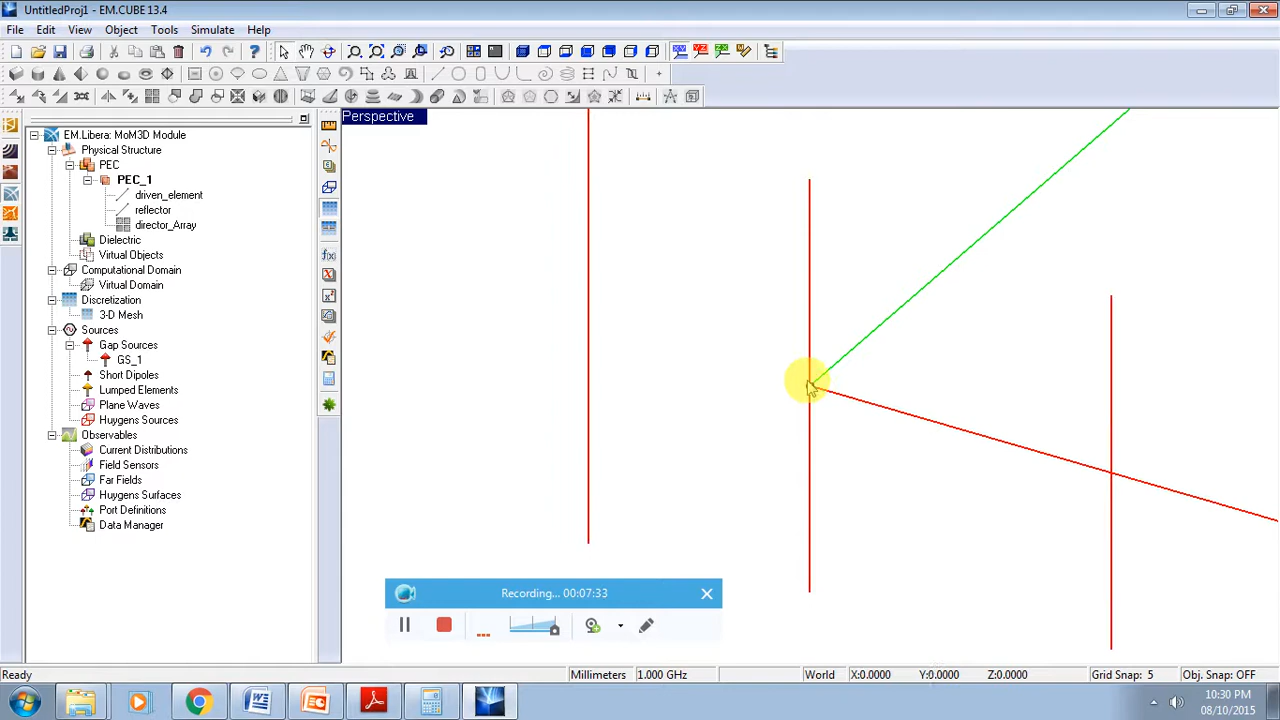 UntitledProj1 - EM.CUBE 13.4
File Edit View Object Tools Simulate Help
Perspective
EM.Libera: MoM3D Module
Physical Structure
PEC
PEC_1
driven_element
reflector
director_Array
Dielectric
Virtual Objects
Computational Domain
Virtual Domain
Discretization
3-D Mesh
Sources
Gap Sources
GS_1
Short Dipoles
Lumped Elements
Plane Waves
Huygens Sources
Observables
Current Distributions
Field Sensors
Far Fields
Huygens Surfaces
Port Definitions
Data Manager
Recording... 00:07:33
Ready Millimeters 1.000 GHz World X:0.0000 Y:0.0000 Z:0.0000 Grid Snap: 5 Obj. Snap: OFF
10:30 PM
08/10/2015